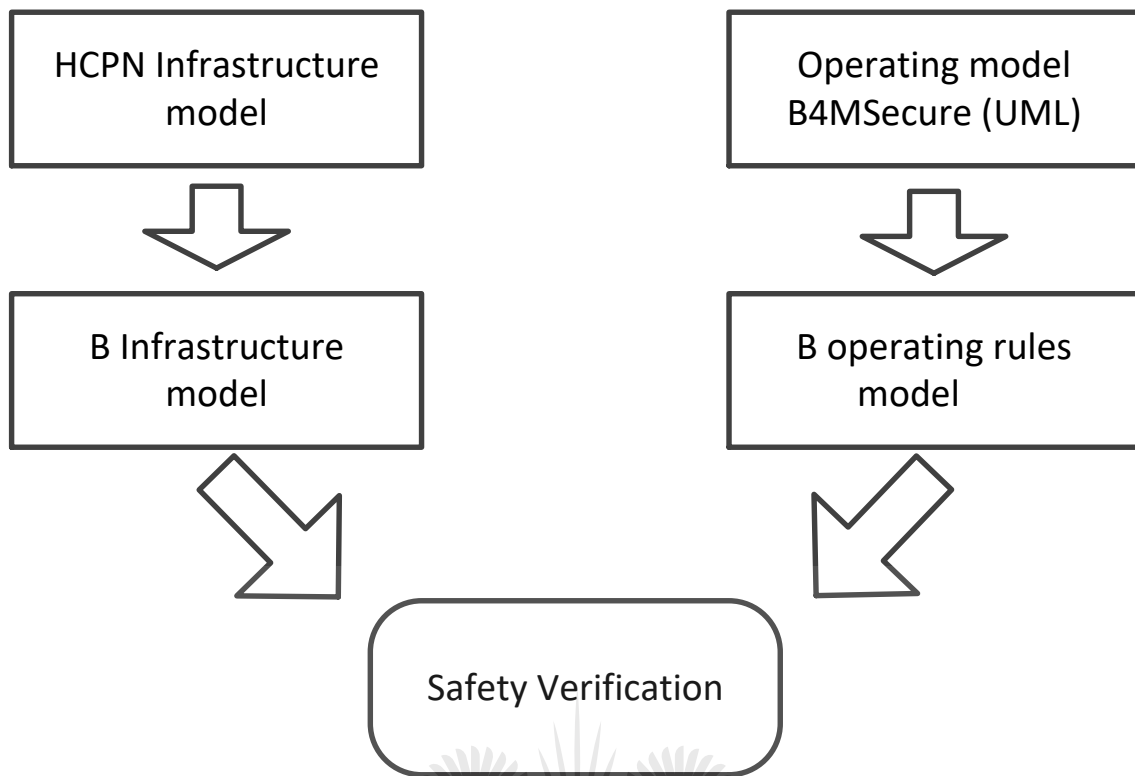 HCPN Infrastructure
model
Operating model
B4MSecure (UML)
B Infrastructure
model
B operating rules
model
Safety Verification